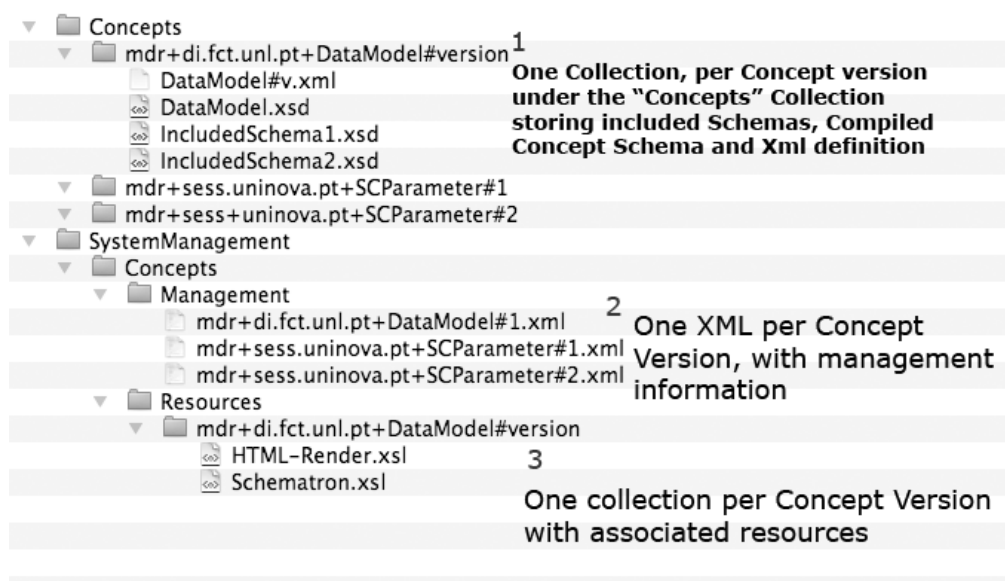 Concepts
mdr+di.fct.unl.pt+DataModel#version
1
DataModel#v.xml
One Collection, per Concept version
DataModel.xsd
under the “Concepts” Collection
IncludedSchema1.xsd
storing included Schemas, Compiled
IncludedSchema2.xsd
Concept Schema and Xml definition
mdr+sess.uninova.pt+SCParameter#1
mdr+sess+uninova.pt+SCParameter#2
SystemManagement
Concepts
Management
2
mdr+di.fct.unl.pt+DataModel#1.xml
One XML per Concept
mdr+sess.uninova.pt+SCParameter#1.xml
Version, with management
mdr+sess.uninova.pt+SCParameter#2.xml
information
Resources
mdr+di.fct.unl.pt+DataModel#version
HTML-Render.xsl
3
Schematron.xsl
One collection per Concept Version
with associated resources